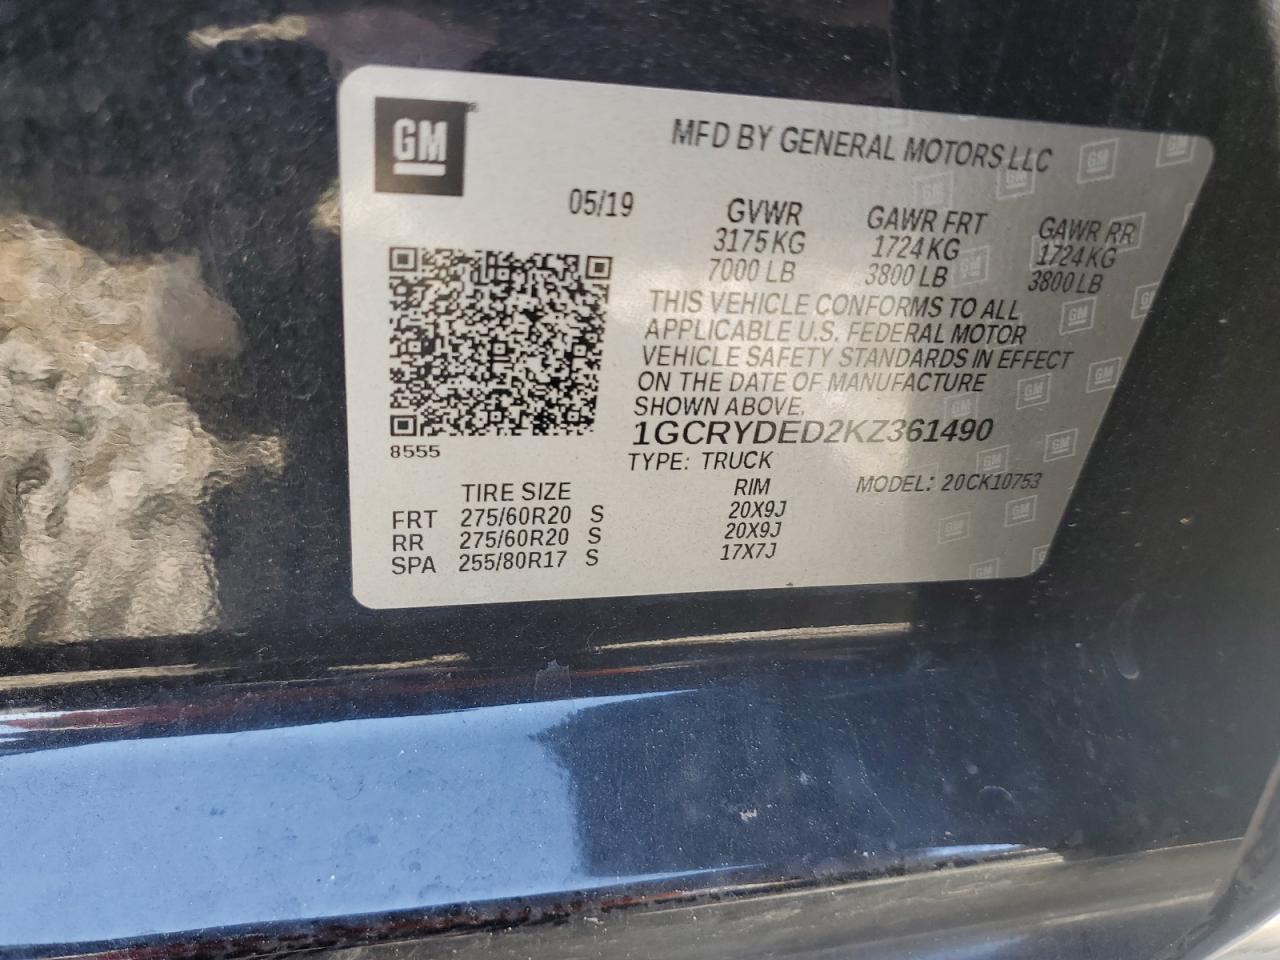 GM
MFD BY GENERAL MOTORS LLC
05/19
GVWR GAWR FRT GAWR RR
3175 KG 1724 KG 1724 KG
7000 LB 3800 LB 3800 LB
THIS VEHICLE CONFORMS TO ALL
APPLICABLE U.S. FEDERAL MOTOR
VEHICLE SAFETY STANDARDS IN EFFECT
ON THE DATE OF MANUFACTURE
SHOWN ABOVE.
8555
1GCRYDED2KZ361490
TYPE: TRUCK MODEL: 20CK10753
TIRE SIZE RIM
FRT 275/60R20 S 20X9J
RR 275/60R20 S 20X9J
SPA 255/80R17 S 17X7J